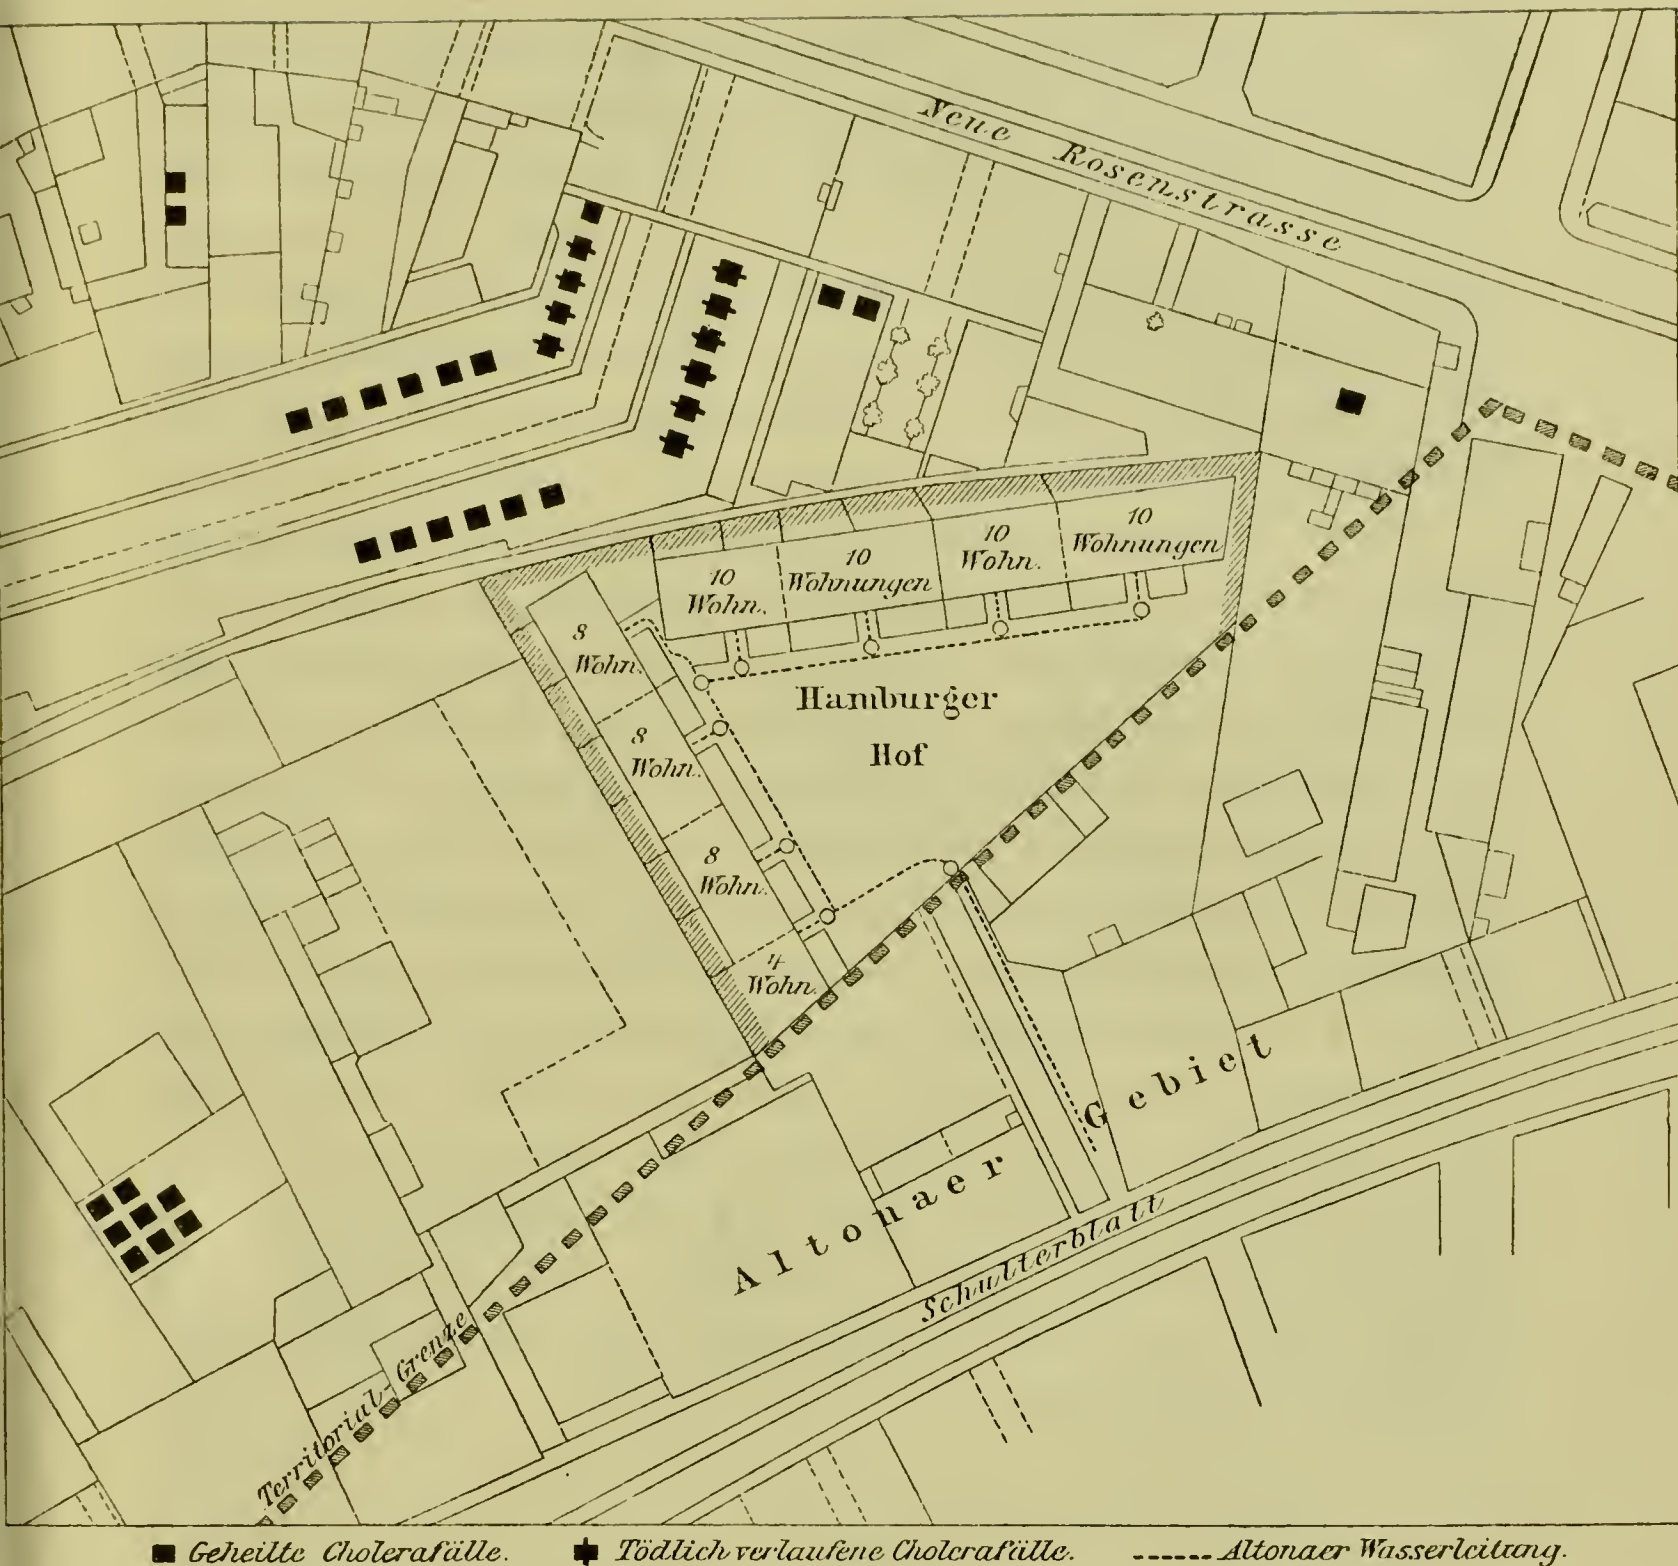 Neue Rosenstrasse
10
Wohn.
10
Wohnungen
10
Wohn.
10
Wohnungen
8
Wohn.
8
Wohn.
8
Wohn.
4
Wohn.
Hamburger
Hof
Altonaer Gebiet
Schulterblatt
Territorial-Grenze
Geheilte Cholerafälle.
Tödlich verlaufene Cholerafälle.
Altonaer Wasserleitung.